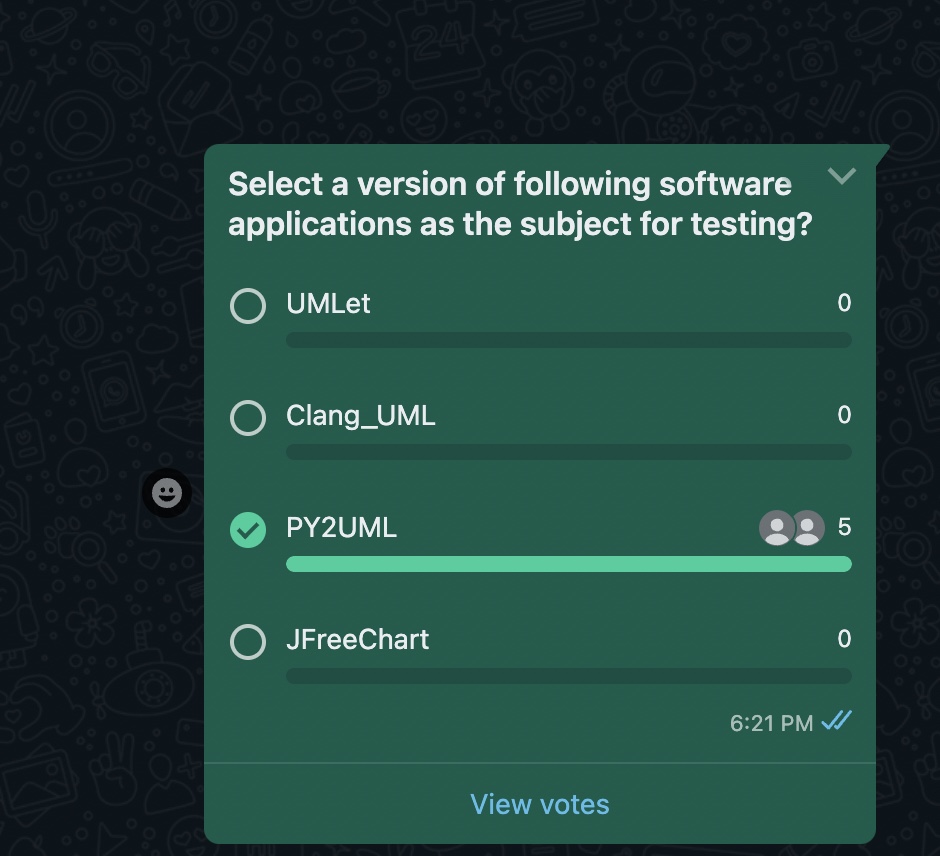 24
Select a version of following software
applications as the subject for testing?
UMLet 0
Clang_UML 0
PY2UML 5
JFreeChart 0
6:21 PM
View votes